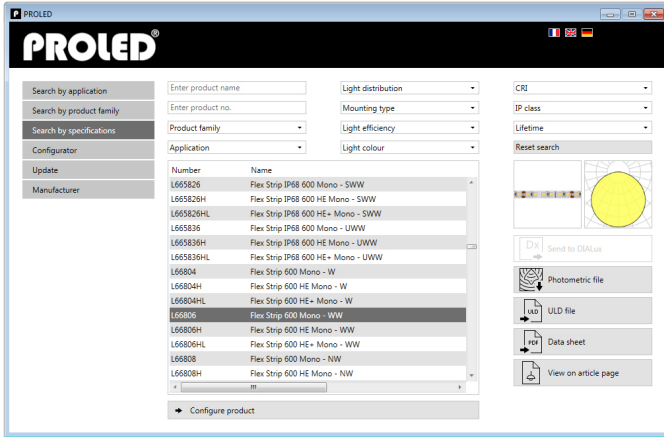 PROLED
PROLED®
Search by application
Search by product family
Search by specifications
Configurator
Update
Manufacturer
Enter product name
Light distribution
CRI
Enter product no.
Mounting type
IP class
Product family
Light efficiency
Lifetime
Application
Light colour
Reset search
Number Name
L665826 Flex Strip IP68 600 Mono - SWW
L665826H Flex Strip IP68 600 HE Mono - SWW
L665826HL Flex Strip IP68 600 HE+ Mono - SWW
L665836 Flex Strip IP68 600 Mono - UWW
L665836H Flex Strip IP68 600 HE Mono - UWW
L665836HL Flex Strip IP68 600 HE+ Mono - UWW
L66804 Flex Strip 600 Mono - W
L66804H Flex Strip 600 HE Mono - W
L66804HL Flex Strip 600 HE+ Mono - W
L66806 Flex Strip 600 Mono - WW
L66806H Flex Strip 600 HE Mono - WW
L66806HL Flex Strip 600 HE+ Mono - WW
L66808 Flex Strip 600 Mono - NW
L66808H Flex Strip 600 HE Mono - NW
Dx Send to DIALux
Photometric file
ULD ULD file
PDF Data sheet
View on article page
Configure product